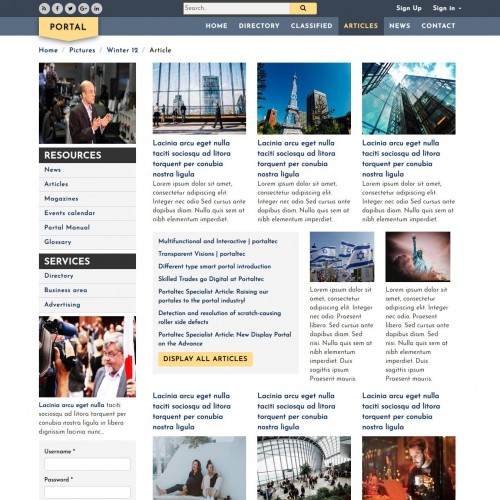 Search..
Sign Up
Sign in
PORTAL
HOME
DIRECTORY
CLASSIFIED
ARTICLES
NEWS
CONTACT
Home / Pictures / Winter 12 / Article
RESOURCES
News
Articles
Magazines
Events calendar
Portal Manual
Glossary
SERVICES
Directory
Business area
Advertising
Lacinia arcu eget nulla taciti
sociosqu ad litora
torquent per conubia
nostra ligula in libero
dignissim lacinia nunc...
Username *
Password *
Lacinia arcu eget nulla
taciti sociosqu ad litora
torquent per conubia
nostra ligula
Lorem ipsum dolor sit amet,
consectetur adipiscing elit.
Integer nec odio Sed cursus ante
dapibus diam. Nulla quis sem at
nibh elementum imperdiet.
Lacinia arcu eget nulla
taciti sociosqu ad litora
torquent per conubia
nostra ligula
Lorem ipsum dolor sit amet,
consectetur adipiscing elit.
Integer nec odio Sed cursus ante
dapibus diam. Nulla quis sem at
nibh elementum imperdiet.
Lacinia arcu eget nulla
taciti sociosqu ad litora
torquent per conubia
nostra ligula
Lorem ipsum dolor sit amet,
consectetur adipiscing elit.
Integer nec odio Sed cursus ante
dapibus diam. Nulla quis sem at
nibh elementum imperdiet.
Multifunctional and Interactive | portaltec
Transparent Visions | portaltec
Different type smart portal introduction
Skilled Trades go Digital at Portaltec
Portaltec Specialist Article: Raising our
portales to the portal industry!
Detection and resolution of scratch-causing
roller side defects
Portaltec Specialist Article: New Display Portal
on the Advance
DISPLAY ALL ARTICLES
Lorem ipsum dolor
sit amet,
consectetur
adipiscing elit.
Integer nec odio
lorem. Sed cursus
ante dapibus diam.
Sed nisi. Nulla quis
sem at nibh
elementum
imperdiet. Duis
sagittis ipsum
Praesent mauris.
Lorem ipsum dolor
sit amet,
consectetur
adipiscing elit.
Integer nec odio
lorem. Sed cursus
ante dapibus diam.
Sed nisi. Nulla quis
sem at nibh
elementum
imperdiet. Duis
sagittis ipsum
Praesent mauris.
Lacinia arcu eget nulla
taciti sociosqu ad litora
torquent per conubia
nostra ligula
Lacinia arcu eget nulla
taciti sociosqu ad litora
torquent per conubia
nostra ligula
Lacinia arcu eget nulla
taciti sociosqu ad litora
torquent per conubia
nostra ligula